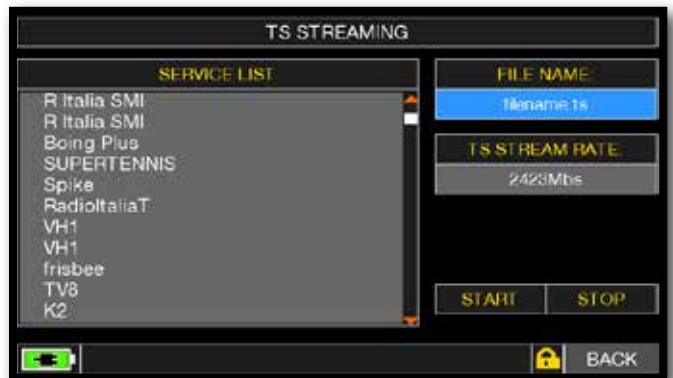 TS STREAMING
SERVICE LIST
R Italia SMI
R Italia SMI
Boing Plus
SUPERTENNIS
Spike
RadioItaliaT
VH1
VH1
frisbee
TV8
K2
FILE NAME:
filename.ts
TS STREAM RATE:
2423Mbs
START
STOP
BACK